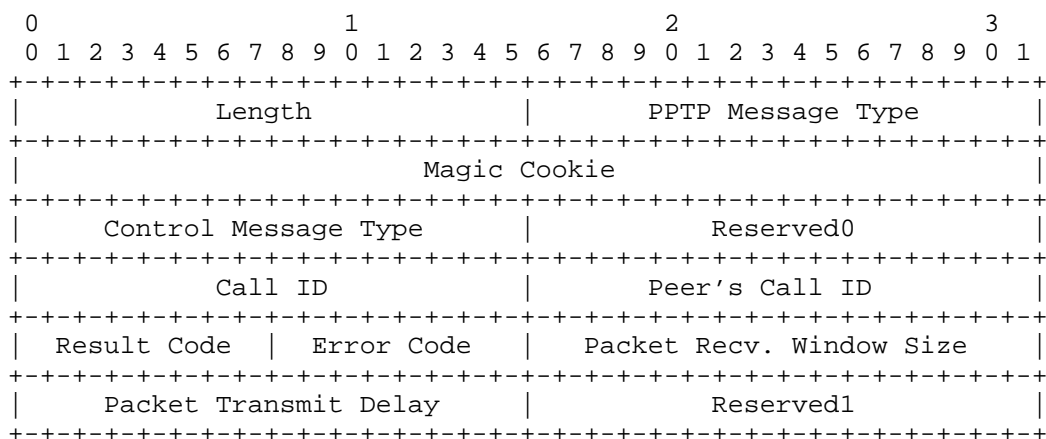 0                   1                   2                   3
 0 1 2 3 4 5 6 7 8 9 0 1 2 3 4 5 6 7 8 9 0 1 2 3 4 5 6 7 8 9 0 1
+-+-+-+-+-+-+-+-+-+-+-+-+-+-+-+-+-+-+-+-+-+-+-+-+-+-+-+-+-+-+-+-+
|            Length             |       PPTP Message Type       |
+-+-+-+-+-+-+-+-+-+-+-+-+-+-+-+-+-+-+-+-+-+-+-+-+-+-+-+-+-+-+-+-+
|                         Magic Cookie                          |
+-+-+-+-+-+-+-+-+-+-+-+-+-+-+-+-+-+-+-+-+-+-+-+-+-+-+-+-+-+-+-+-+
|     Control Message Type      |           Reserved0           |
+-+-+-+-+-+-+-+-+-+-+-+-+-+-+-+-+-+-+-+-+-+-+-+-+-+-+-+-+-+-+-+-+
|            Call ID            |       Peer’s Call ID          |
+-+-+-+-+-+-+-+-+-+-+-+-+-+-+-+-+-+-+-+-+-+-+-+-+-+-+-+-+-+-+-+-+
|  Result Code  |  Error Code   |   Packet Recv. Window Size    |
+-+-+-+-+-+-+-+-+-+-+-+-+-+-+-+-+-+-+-+-+-+-+-+-+-+-+-+-+-+-+-+-+
|     Packet Transmit Delay     |           Reserved1           |
+-+-+-+-+-+-+-+-+-+-+-+-+-+-+-+-+-+-+-+-+-+-+-+-+-+-+-+-+-+-+-+-+